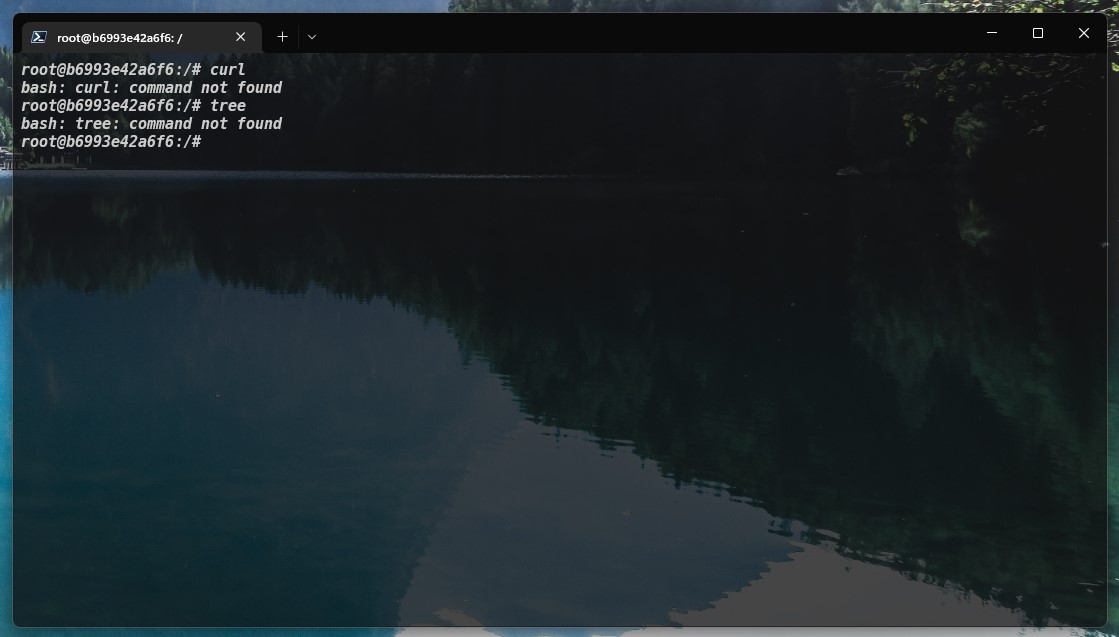 root@b6993e42a6f6: /
root@b6993e42a6f6:/# curl
bash: curl: command not found
root@b6993e42a6f6:/# tree
bash: tree: command not found
root@b6993e42a6f6:/#